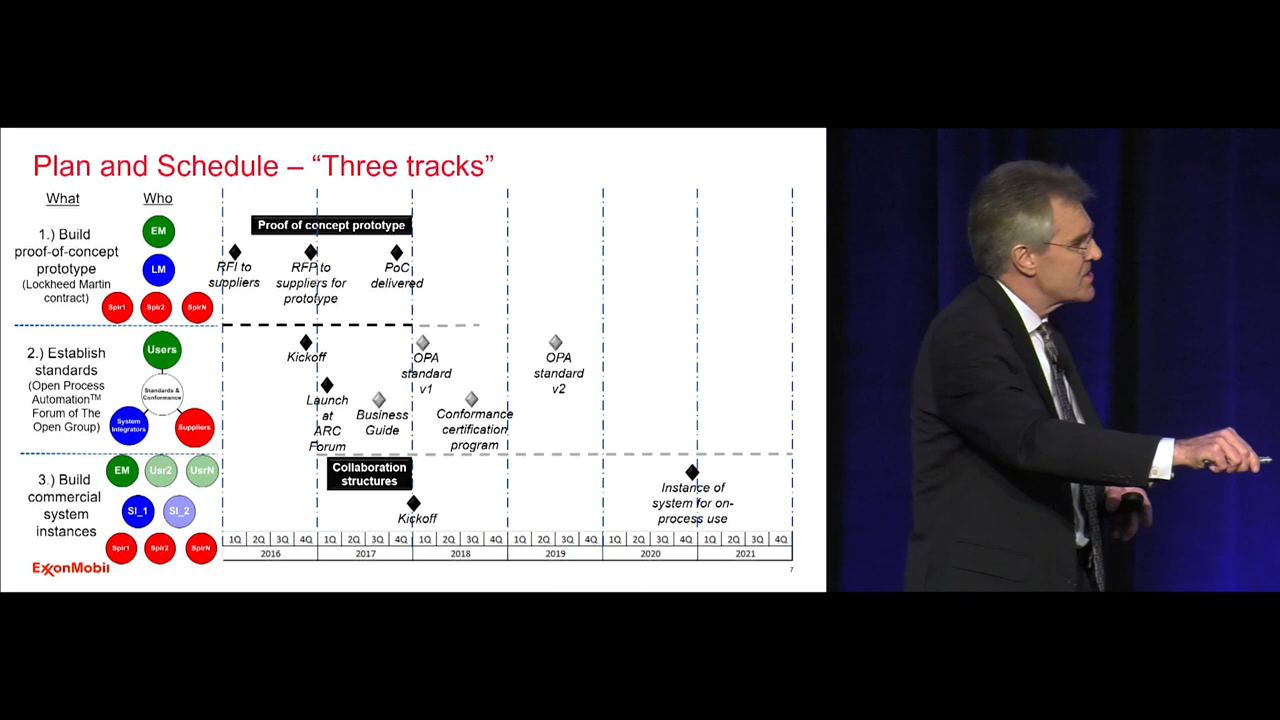 Plan and Schedule – “Three tracks”
What
Who
1.) Build
proof-of-concept
prototype
(Lockheed Martin
contract)
EM
LM
Splr1
Splr2
SplrN
Proof of concept prototype
RFI to
suppliers
RFP to
suppliers for
prototype
PoC
delivered
2.) Establish
standards
(Open Process
Automation™
Forum of The
Open Group)
Users
Standards &
Conformance
System
Integrators
Suppliers
Kickoff
Launch
at
ARC
Forum
Business
Guide
OPA
standard
v1
Conformance
certification
program
OPA
standard
v2
3.) Build
commercial
system
instances
EM
Usr2
UsrN
SI_1
SI_2
Splr1
Splr2
SplrN
Collaboration
structures
Kickoff
Instance of
system for on-
process use
1Q 2Q 3Q 4Q 1Q 2Q 3Q 4Q 1Q 2Q 3Q 4Q 1Q 2Q 3Q 4Q 1Q 2Q 3Q 4Q 1Q 2Q 3Q 4Q
2016 2017 2018 2019 2020 2021
ExxonMobil
7